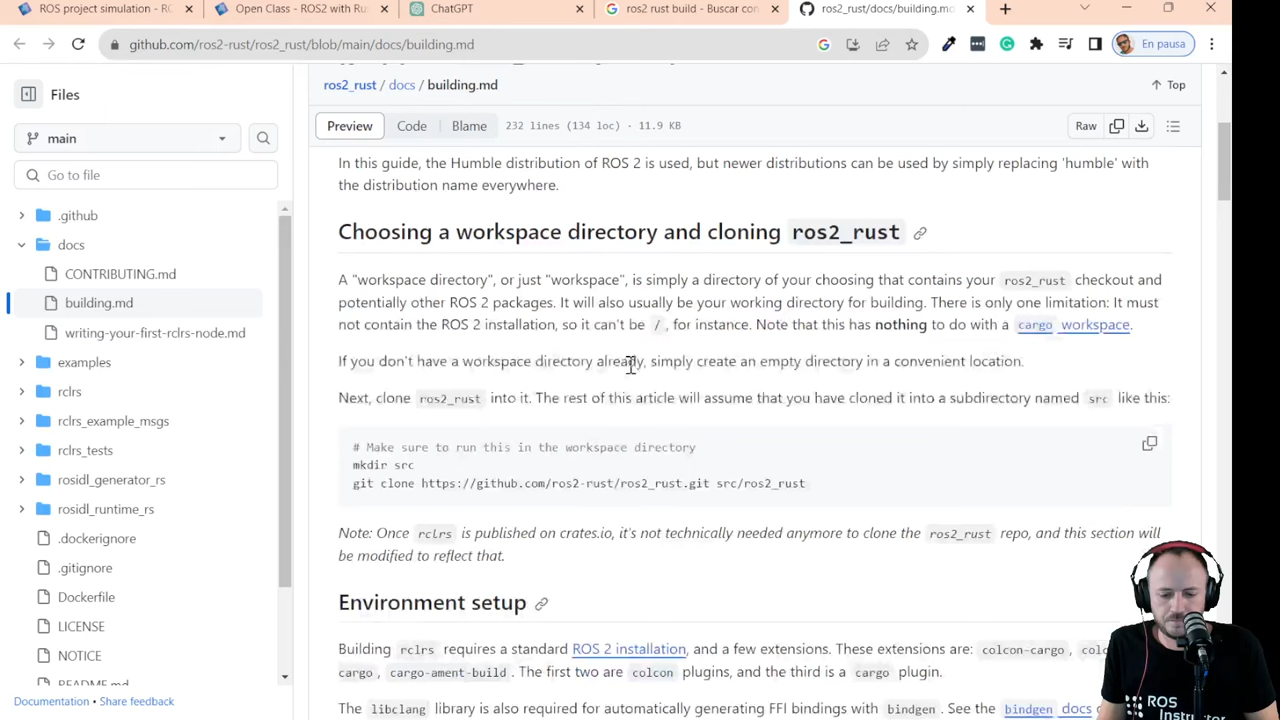 ROS project simulation - RO
Open Class - ROS2 with Ru
ChatGPT
ros2 rust build - Buscar con
ros2_rust/docs/building.md
github.com/ros2-rust/ros2_rust/blob/main/docs/building.md
En pausa
Files
main
Go to file
.github
docs
CONTRIBUTING.md
building.md
writing-your-first-rclrs-node.md
examples
rclrs
rclrs_example_msgs
rclrs_tests
rosidl_generator_rs
rosidl_runtime_rs
.dockerignore
.gitignore
Dockerfile
LICENSE
NOTICE
README.md
Documentation • Share feedback
ros2_rust / docs / building.md
Top
Preview Code Blame 232 lines (134 loc) · 11.9 KB
Raw
In this guide, the Humble distribution of ROS 2 is used, but newer distributions can be used by simply replacing 'humble' with
the distribution name everywhere.
Choosing a workspace directory and cloning ros2_rust
A "workspace directory", or just "workspace", is simply a directory of your choosing that contains your ros2_rust checkout and
potentially other ROS 2 packages. It will also usually be your working directory for building. There is only one limitation: It must
not contain the ROS 2 installation, so it can't be / , for instance. Note that this has nothing to do with a cargo workspace.
If you don't have a workspace directory already, simply create an empty directory in a convenient location.
Next, clone ros2_rust into it. The rest of this article will assume that you have cloned it into a subdirectory named src like this:
# Make sure to run this in the workspace directory
mkdir src
git clone https://github.com/ros2-rust/ros2_rust.git src/ros2_rust
Note: Once rclrs is published on crates.io, it's not technically needed anymore to clone the ros2_rust repo, and this section will
be modified to reflect that.
Environment setup
Building rclrs requires a standard ROS 2 installation, and a few extensions. These extensions are: colcon-cargo , colc
cargo , cargo-ament-build . The first two are colcon plugins, and the third is a cargo plugin.
The libclang library is also required for automatically generating FFI bindings with bindgen . See the bindgen docs
ROS
Instructor